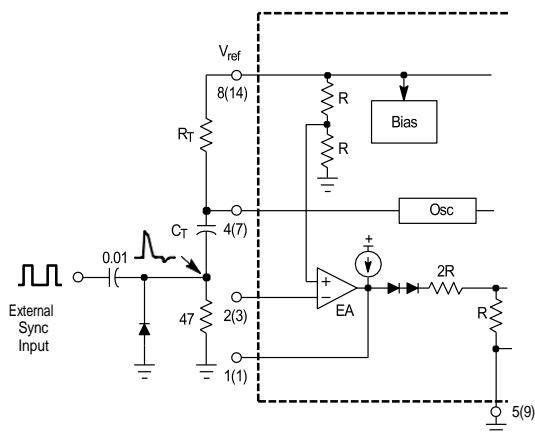 Vref
8(14)
R
Bias
RT
R
CT
4(7)
Osc
0.01
+
2R
External
Sync
Input
47
2(3)
+
−
EA
R
1(1)
5(9)